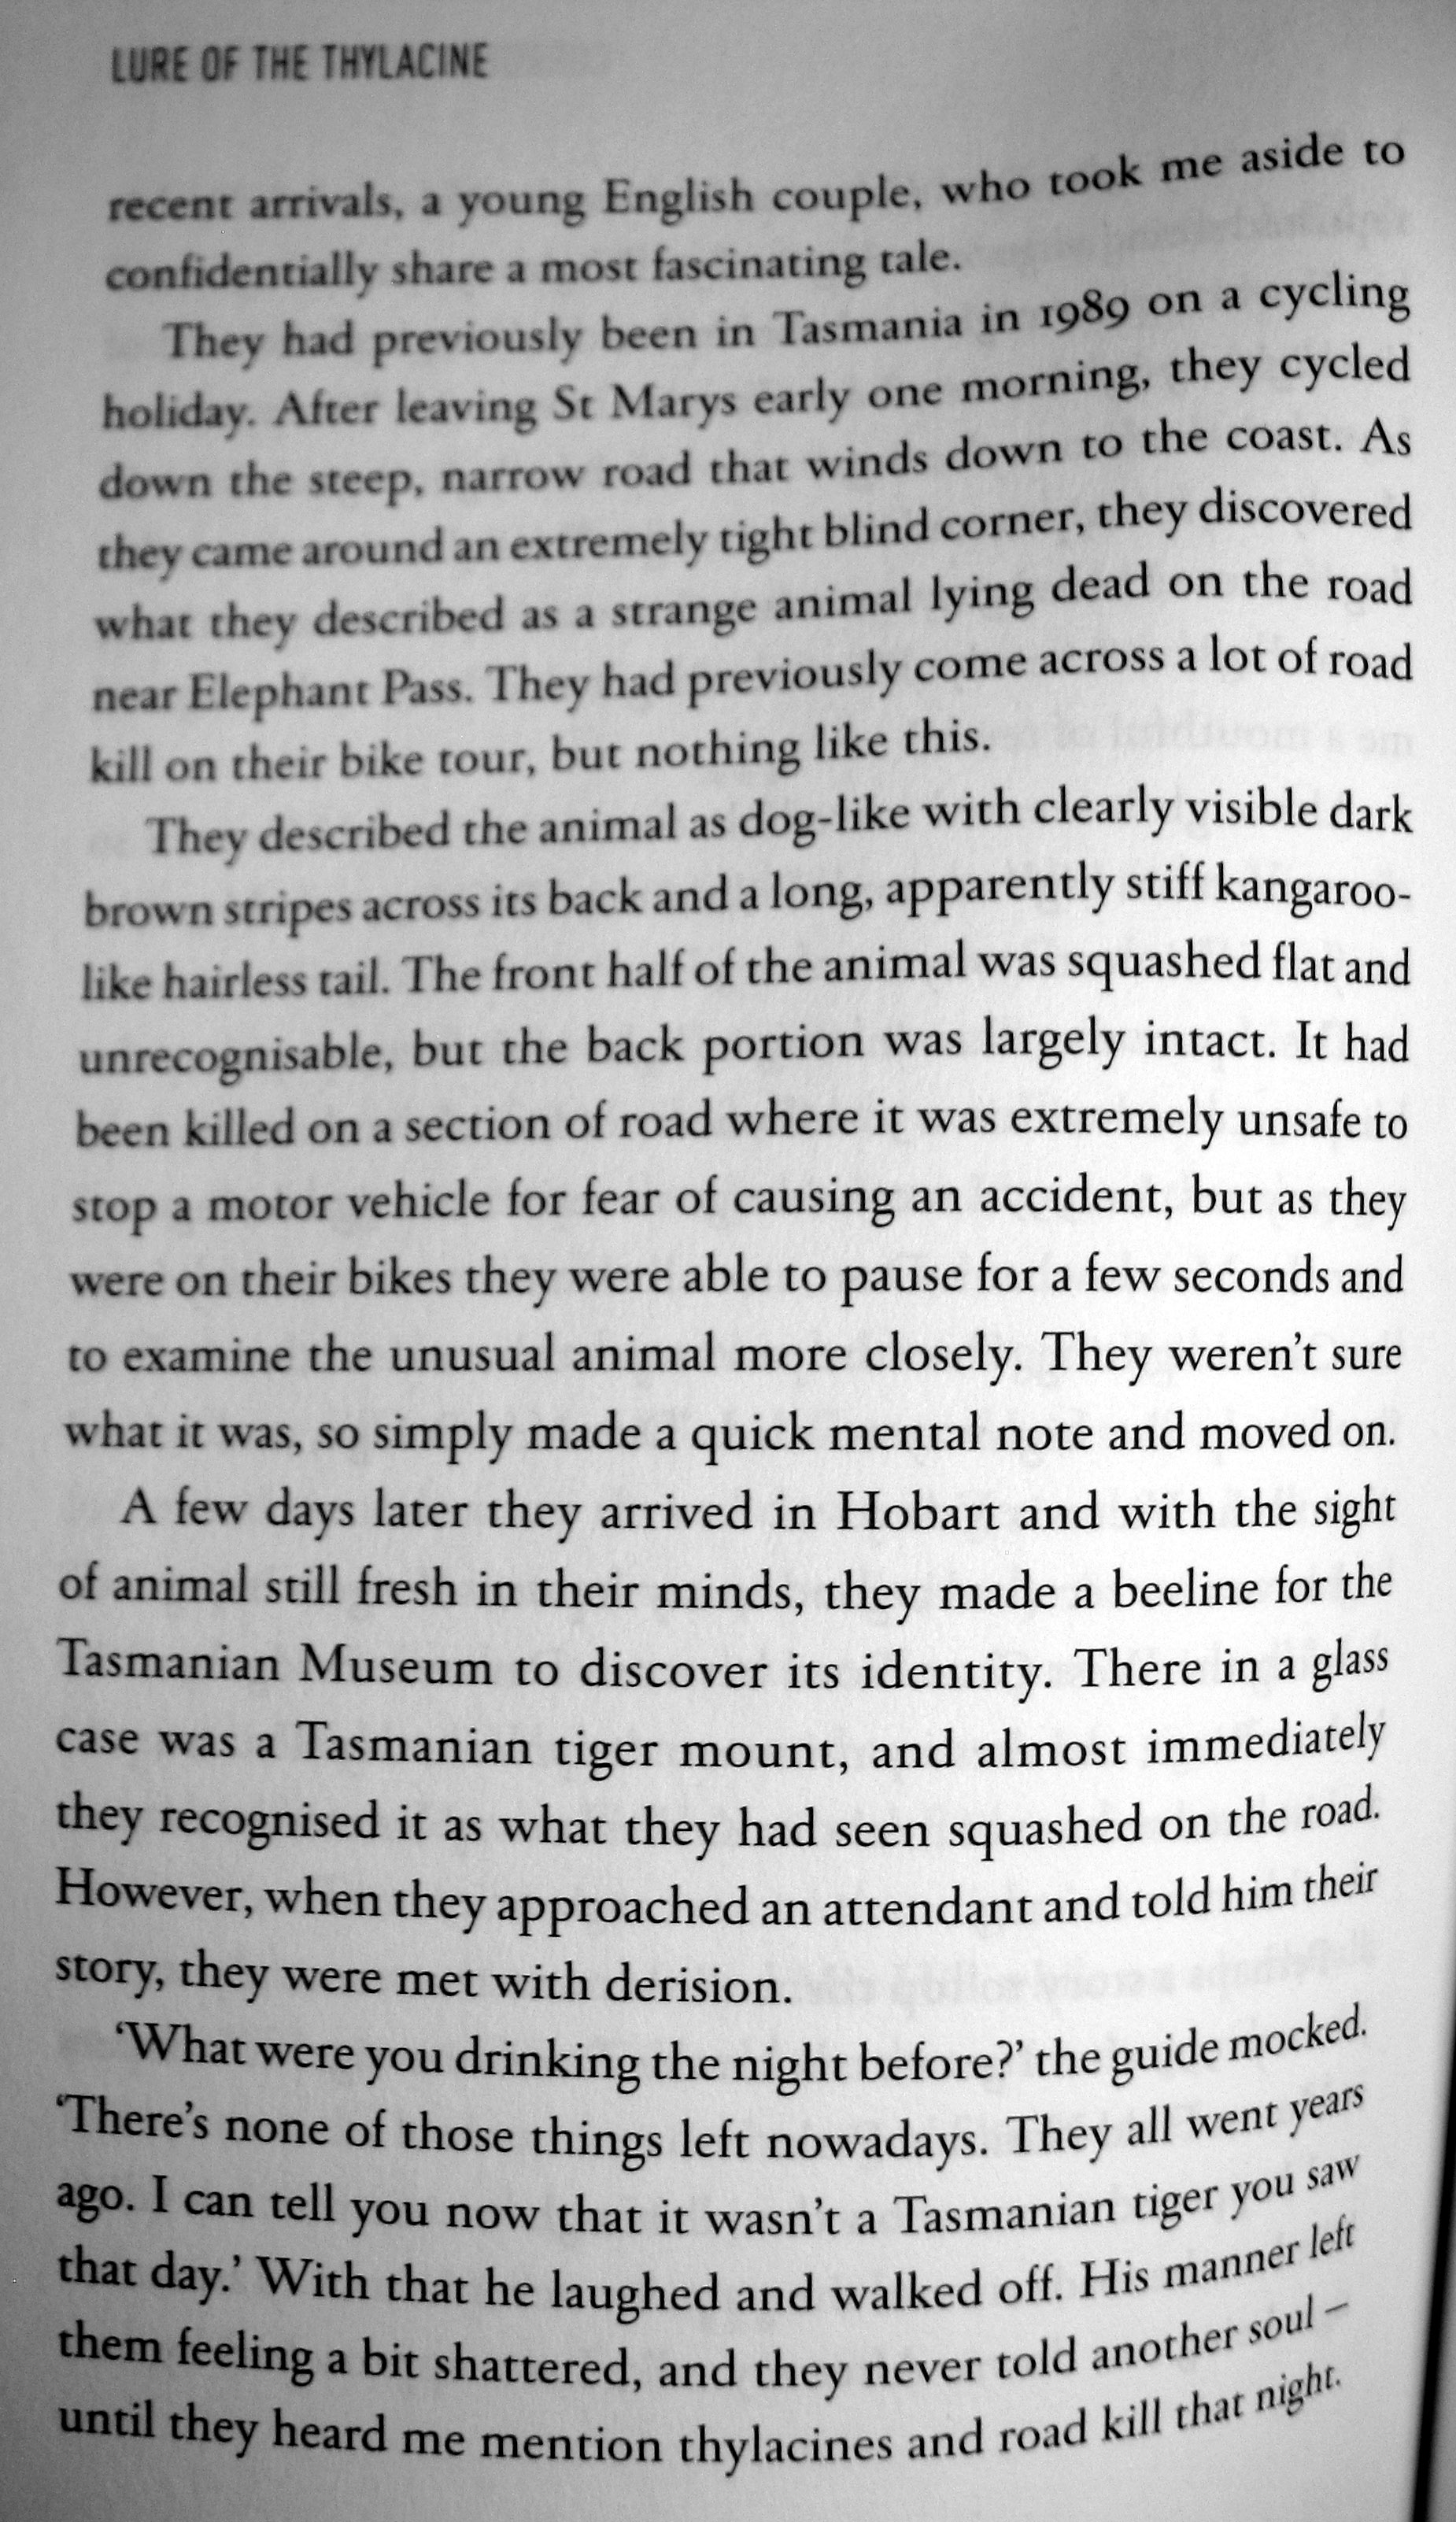 LURE OF THE THYLACINE
recent arrivals, a young English couple, who took me aside to
confidentially share a most fascinating tale.
They had previously been in Tasmania in 1989 on a cycling
holiday. After leaving St Marys early one morning, they cycled
down the steep, narrow road that winds down to the coast. As
they came around an extremely tight blind corner, they discovered
what they described as a strange animal lying dead on the road
near Elephant Pass. They had previously come across a lot of road
kill on their bike tour, but nothing like this.
They described the animal as dog-like with clearly visible dark
brown stripes across its back and a long, apparently stiff kangaroo-
like hairless tail. The front half of the animal was squashed flat and
unrecognisable, but the back portion was largely intact. It had
been killed on a section of road where it was extremely unsafe to
stop a motor vehicle for fear of causing an accident, but as they
were on their bikes they were able to pause for a few seconds and
to examine the unusual animal more closely. They weren't sure
what it was, so simply made a quick mental note and moved on.
A few days later they arrived in Hobart and with the sight
of animal still fresh in their minds, they made a beeline for the
Tasmanian Museum to discover its identity. There in a glass
case was a Tasmanian tiger mount, and almost immediately
they recognised it as what they had seen squashed on the road.
However, when they approached an attendant and told him their
story, they were met with derision.
‘What were you drinking the night before?’ the guide mocked.
‘There’s none of those things left nowadays. They all went years
ago. I can tell you now that it wasn’t a Tasmanian tiger you saw
that day.’ With that he laughed and walked off. His manner left
them feeling a bit shattered, and they never told another soul –
until they heard me mention thylacines and road kill that night.